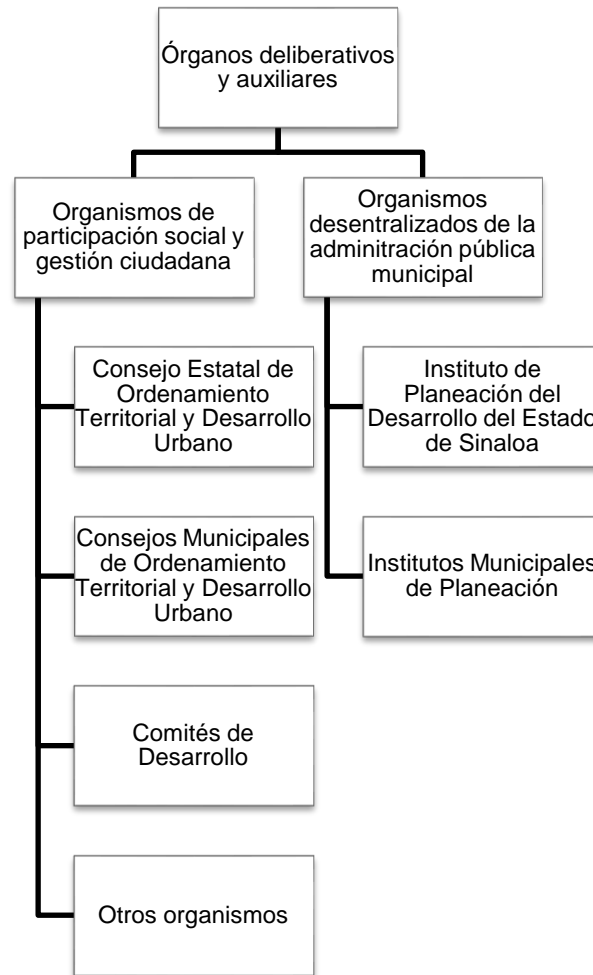 Órganos deliberativos
y auxiliares
Organismos de
participación social y
gestión ciudadana
Organismos
desentralizados de la
adminitración pública
municipal
Consejo Estatal de
Ordenamiento
Territorial y Desarrollo
Urbano
Instituto de
Planeación del
Desarrollo del Estado
de Sinaloa
Consejos Municipales
de Ordenamiento
Territorial y Desarrollo
Urbano
Institutos Municipales
de Planeación
Comités de
Desarrollo
Otros organismos